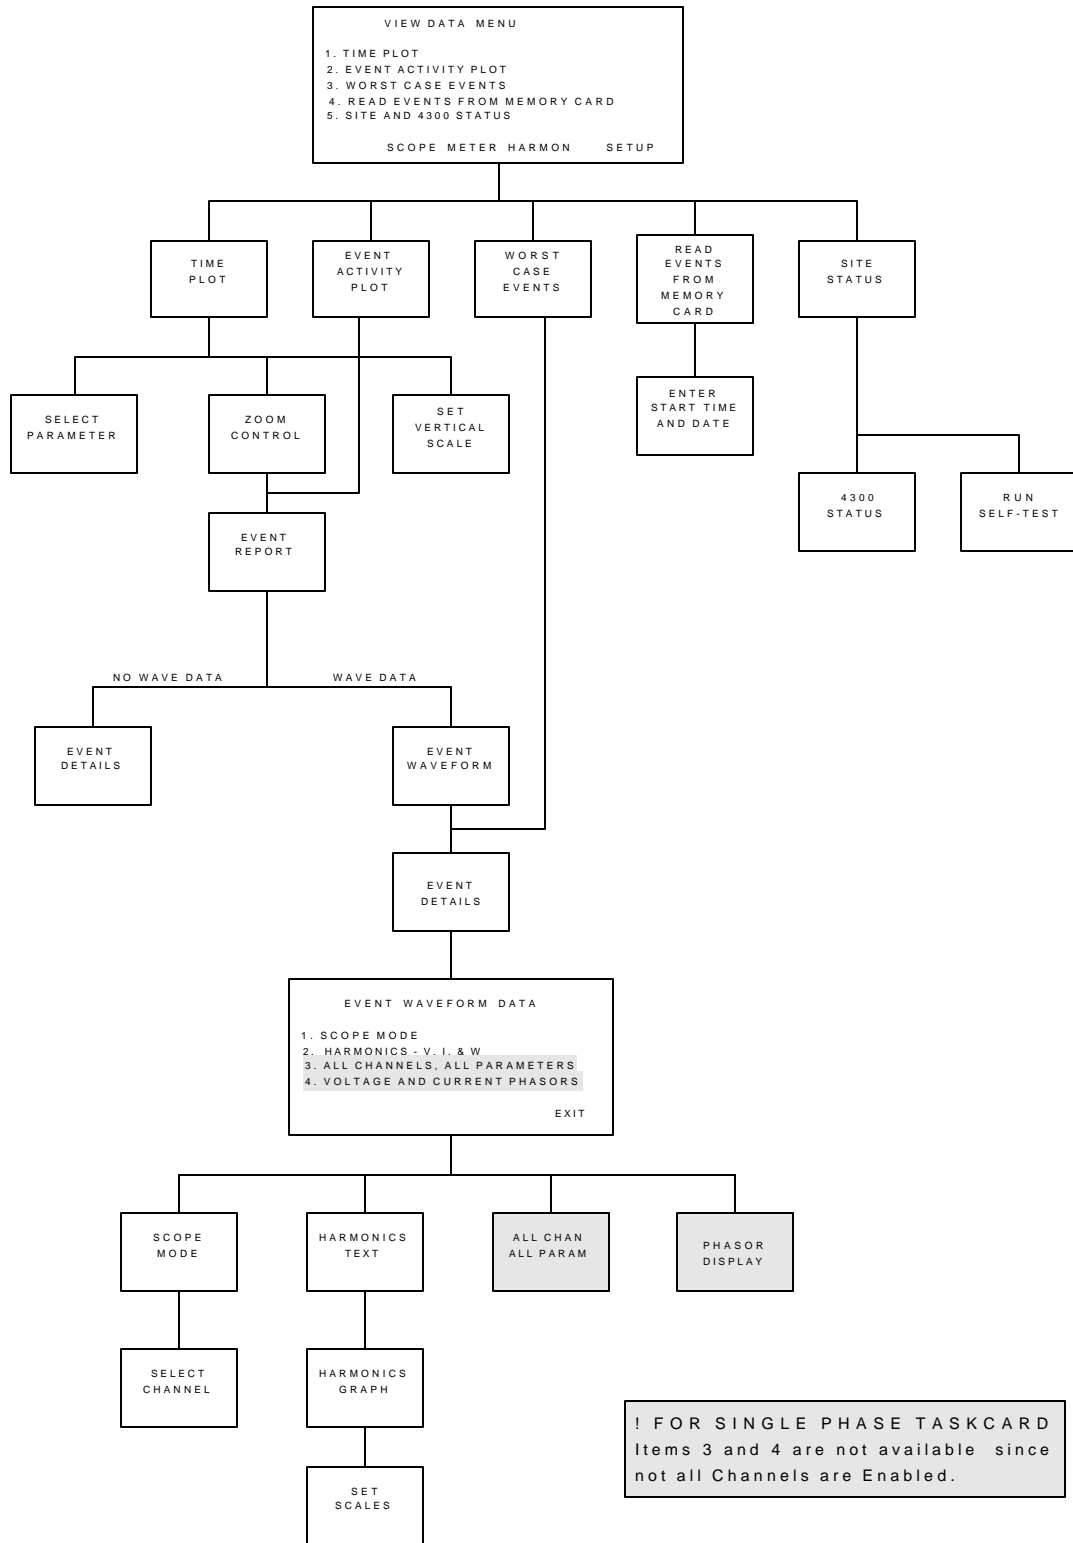 VIEW DATA MENU
1. TIME PLOT
2. EVENT ACTIVITY PLOT
3. WORST CASE EVENTS
4. READ EVENTS FROM MEMORY CARD
5. SITE AND 4300 STATUS
SCOPE METER HARMON SETUP
TIME
PLOT
EVENT
ACTIVITY
PLOT
WORST
CASE
EVENTS
READ
EVENTS
FROM
MEMORY
CARD
SITE
STATUS
SELECT
PARAMETER
ZOOM
CONTROL
SET
VERTICAL
SCALE
ENTER
START TIME
AND DATE
4300
STATUS
RUN
SELF-TEST
EVENT
REPORT
NO WAVE DATA
WAVE DATA
EVENT
DETAILS
EVENT
WAVEFORM
EVENT
DETAILS
EVENT WAVEFORM DATA
1. SCOPE MODE
2. HARMONICS - V, I, & W
3. ALL CHANNELS, ALL PARAMETERS
4. VOLTAGE AND CURRENT PHASORS
EXIT
SCOPE
MODE
HARMONICS
TEXT
ALL CHAN
ALL PARAM
PHASOR
DISPLAY
SELECT
CHANNEL
HARMONICS
GRAPH
SET
SCALES
! FOR SINGLE PHASE TASKCARD
Items 3 and 4 are not available since
not all Channels are Enabled.